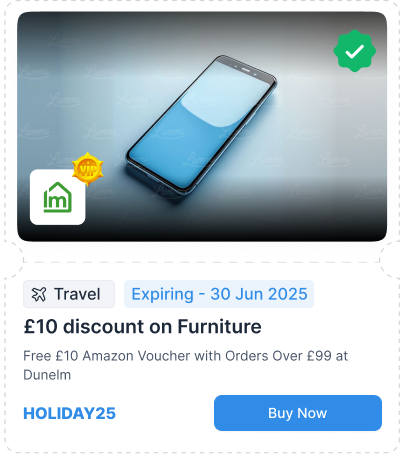 VIP
lm
Travel
Expiring - 30 Jun 2025
£10 discount on Furniture
Free £10 Amazon Voucher with Orders Over £99 at
Dunelm
HOLIDAY25
Buy Now